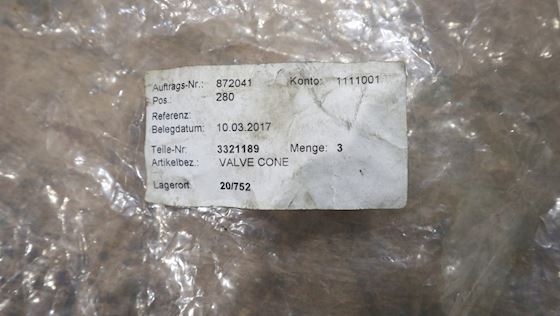 Auftrags-Nr.: 872041 Konto: 1111001
Pos.: 280
Referenz:
Belegdatum: 10.03.2017
Teile-Nr: 3321189 Menge: 3
Artikelbez.: VALVE CONE
Lagerort 20/752